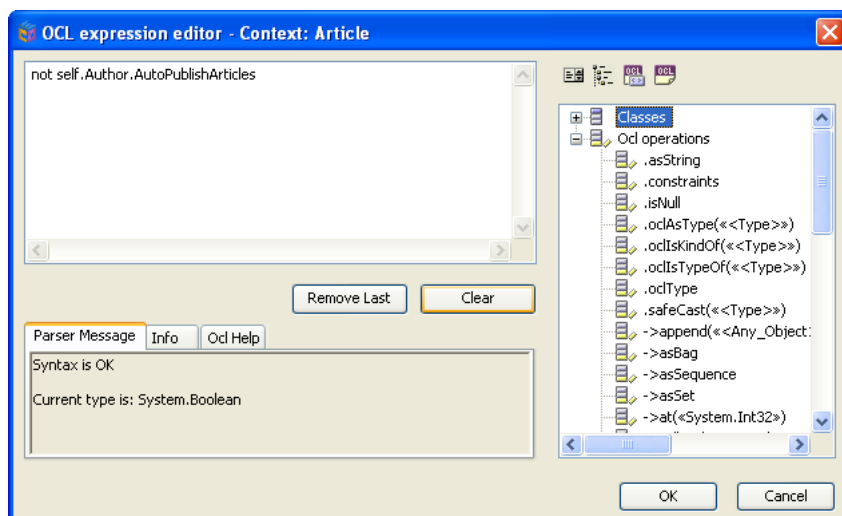 OCL expression editor - Context: Article
not self.Author.AutoPublishArticles
Remove Last
Clear
Parser Message
Info
Ocl Help
Syntax is OK
Current type is: System.Boolean
OCL
OCL
Classes
Ocl operations
.asString
.constraints
.isNull
.oclAsType(«<Type>»)
.oclIsKindOf(«<Type>»)
.oclIsTypeOf(«<Type>»)
.oclType
.safeCast(«<Type>»)
->append(«<Any_Object
->asBag
->asSequence
->asSet
->at(«System.Int32»)
OK
Cancel